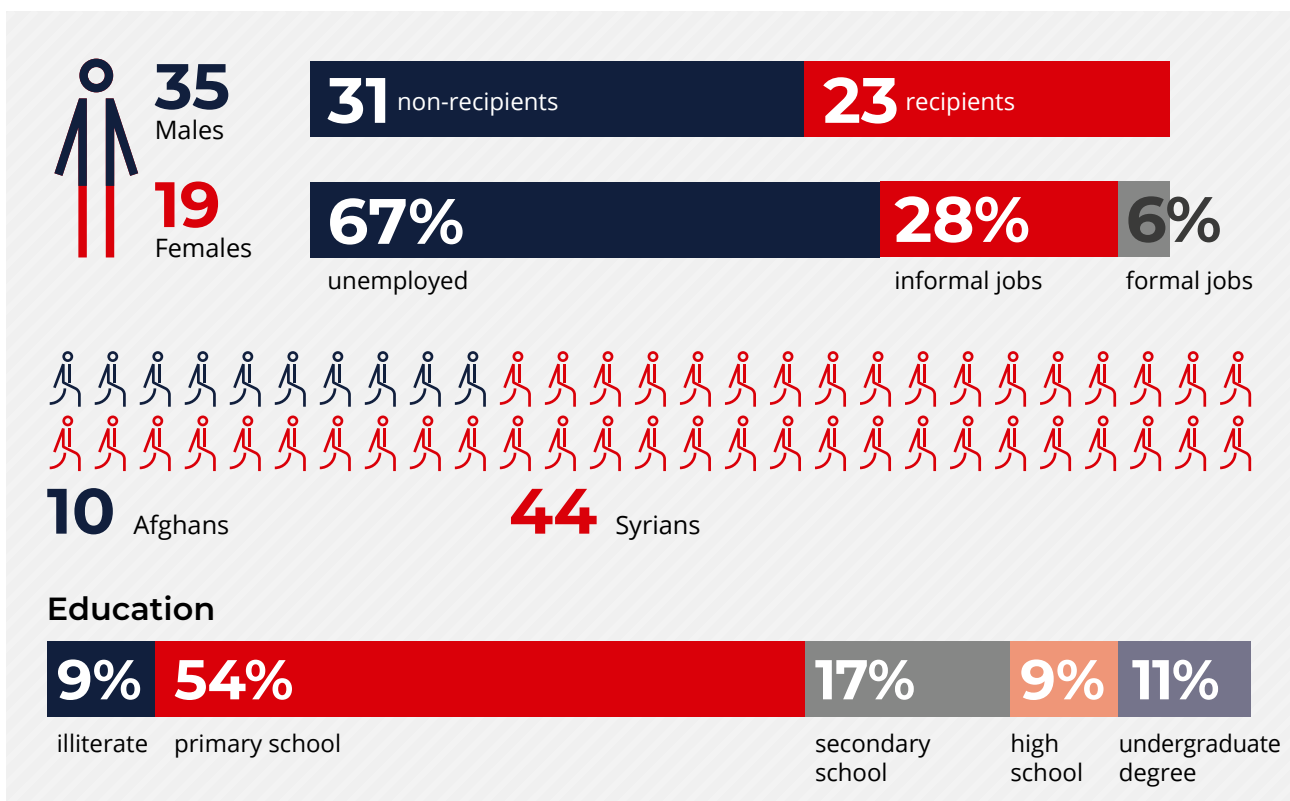 35
Males
31 non-recipients
23 recipients
19
Females
67%
28%
6%
unemployed
informal jobs
formal jobs
10 Afghans
44 Syrians
Education
9%
54%
17%
9%
11%
illiterate
primary school
secondary
school
high
school
undergraduate
degree